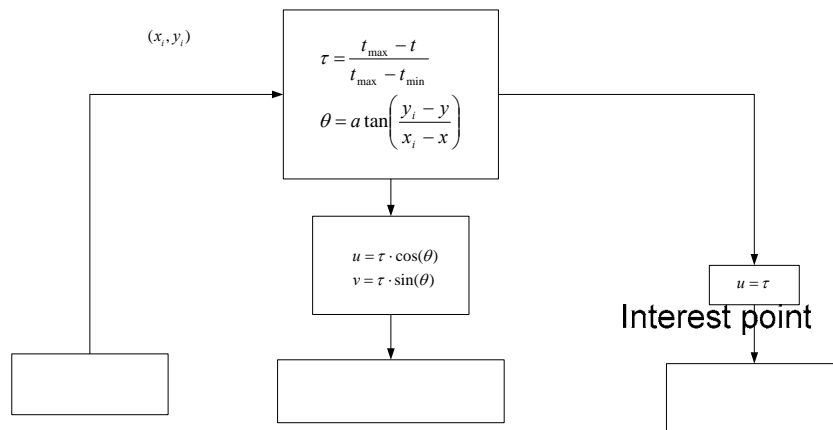 (x_i, y_i)
τ = (t_max − t) / (t_max − t_min)
θ = a tan((y_i − y) / (x_i − x))
u = τ · cos(θ)
v = τ · sin(θ)
u = τ
Interest point